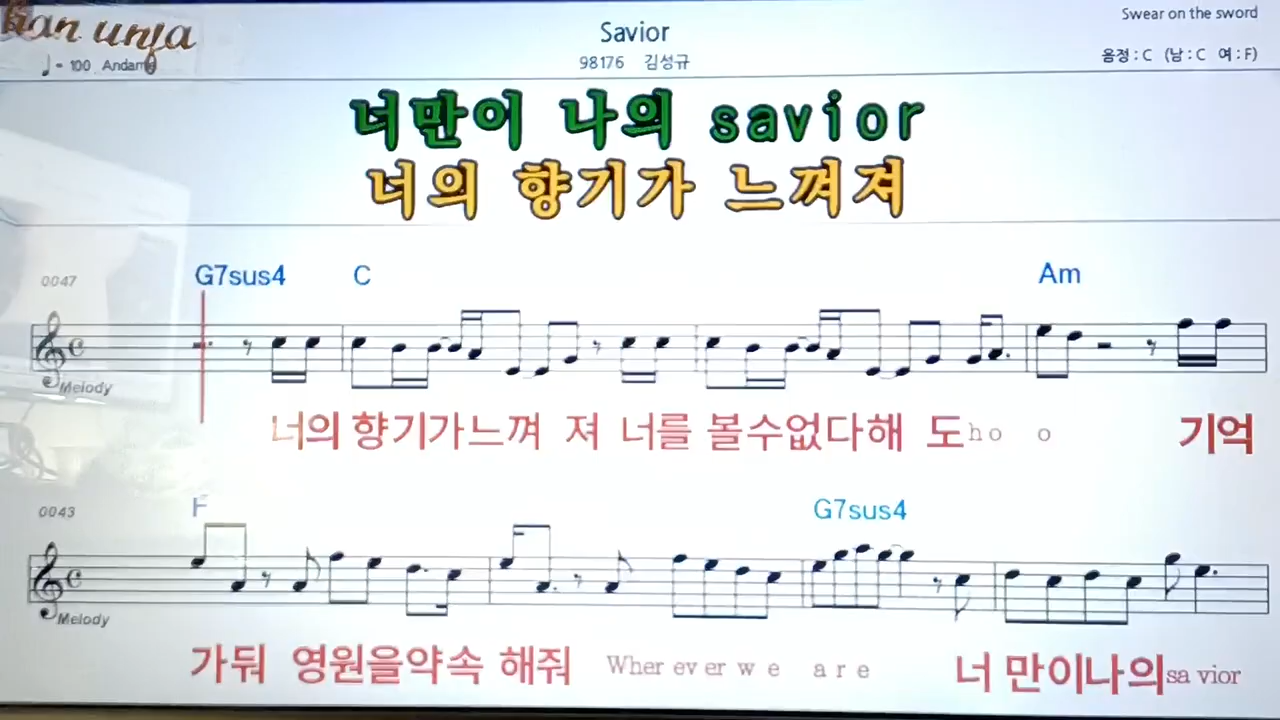 Savior
Swear on the sword
98176 김성규
음정 : C (남 : C 여 : F)
♩ = 100
너만이 나의 savior
너의 향기가 느껴져
0047
G7sus4 C Am
Melody
너의 향기가느껴 져 너를 볼수없다해 도 ho o 기억
0043
F G7sus4
Melody
가둬 영원을약속 해줘 Wher ev er w e a r e 너 만이나의 sa vior